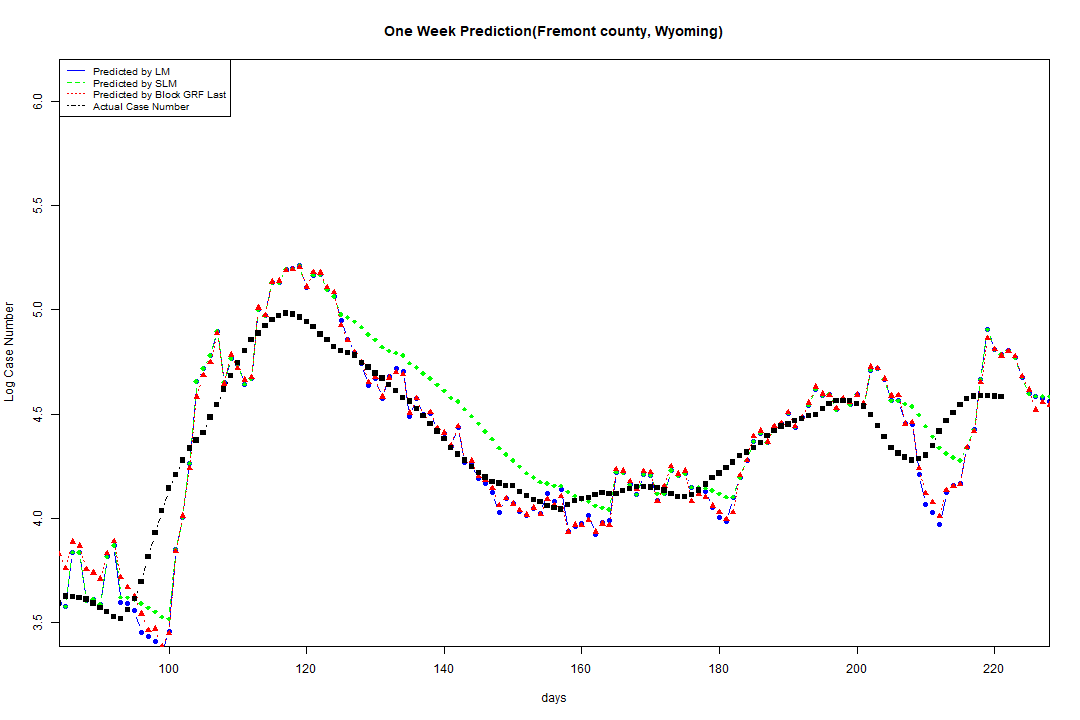 One Week Prediction(Fremont county, Wyoming)
Predicted by LM
Predicted by SLM
Predicted by Block GRF Last
Actual Case Number
Log Case Number
6.0
5.5
5.0
4.5
4.0
3.5
100 120 140 160 180 200 220
days